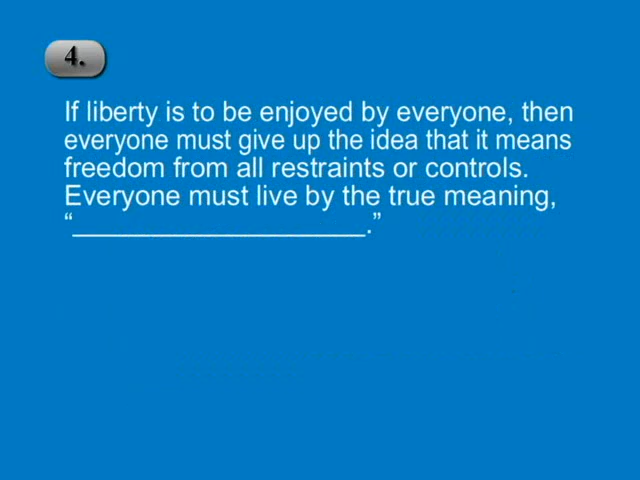 4.
If liberty is to be enjoyed by everyone, then
everyone must give up the idea that it means
freedom from all restraints or controls.
Everyone must live by the true meaning,
“____________________.”